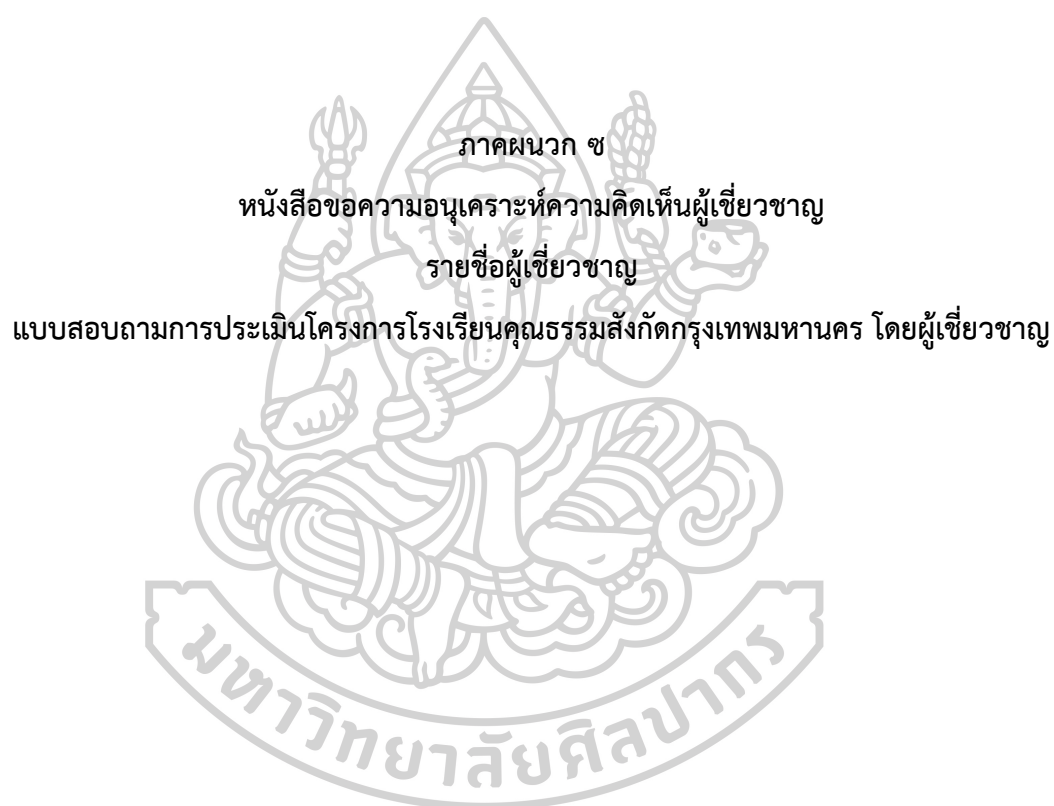 ภาคผนวก ซ
หนังสือขอความอนุเคราะห์ความคิดเห็นผู้เชี่ยวชาญ
รายชื่อผู้เชี่ยวชาญ
แบบสอบถามการประเมินโครงการโรงเรียนคุณธรรมสังกัดกรุงเทพมหานคร โดยผู้เชี่ยวชาญ
มหาวิทยาลัยศิลปากร